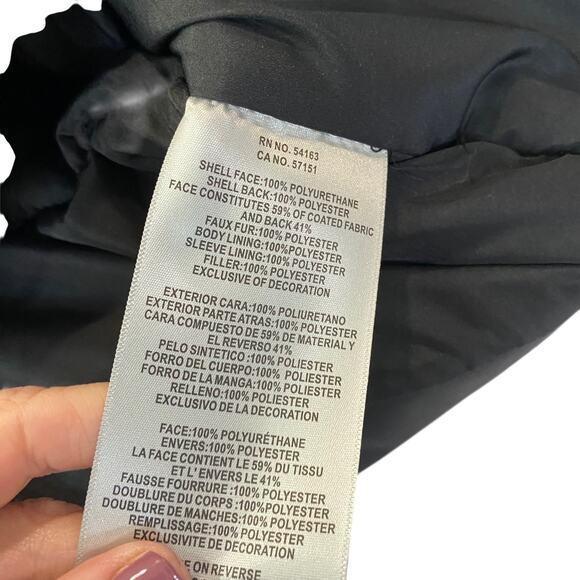 RN NO. 54163
CA NO. 57151
SHELL FACE:100% POLYURETHANE
SHELL BACK:100% POLYESTER
FACE CONSTITUTES 59% OF COATED FABRIC
AND BACK 41%
FAUX FUR:100% POLYESTER
BODY LINING:100% POLYESTER
SLEEVE LINING:100% POLYESTER
FILLER:100% POLYESTER
EXCLUSIVE OF DECORATION
EXTERIOR CARA:100% POLIURETANO
EXTERIOR PARTE ATRAS:100% POLYESTER
CARA COMPUESTO DE 59% DE MATERIAL Y
EL REVERSO 41%
PELO SINTETICO :100% POLIESTER
FORRO DEL CUERPO:100% POLIESTER
FORRO DE LA MANGA:100% POLIESTER
RELLENO:100% POLIESTER
EXCLUSIVO DE LA DECORATION
FACE:100% POLYURÉTHANE
ENVERS:100% POLYESTER
LA FACE CONTIENT LE 59% DU TISSU
ET L' ENVERS LE 41%
FAUSSE FOURRURE :100% POLYESTER
DOUBLURE DU CORPS :100%POLYESTER
DOUBLURE DE MANCHES:100% POLYESTER
REMPLISSAGE:100% POLYESTER
EXCLUSIVITE DE DECORATION
ON REVERSE